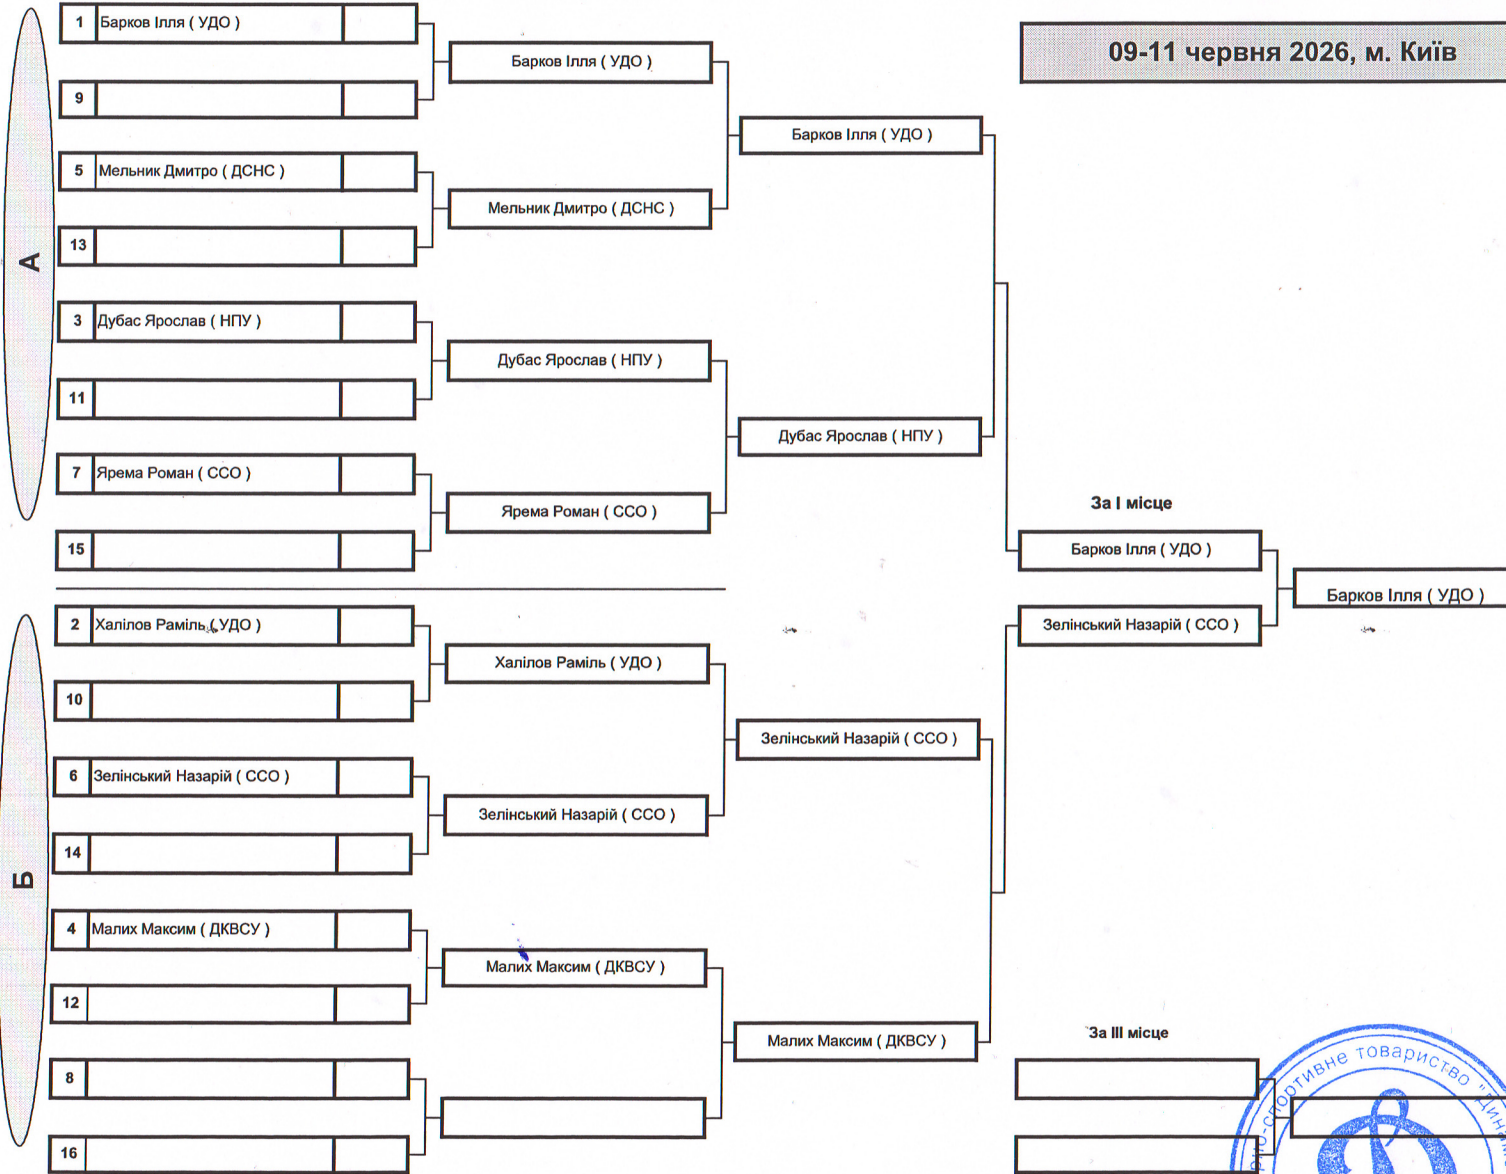 09-11 червня 2026, м. Київ
А
1 Барков Ілля ( УДО )
Барков Ілля ( УДО )
9
Барков Ілля ( УДО )
5 Мельник Дмитро ( ДСНС )
Мельник Дмитро ( ДСНС )
13
3 Дубас Ярослав ( НПУ )
Дубас Ярослав ( НПУ )
11
Дубас Ярослав ( НПУ )
7 Ярема Роман ( ССО )
Ярема Роман ( ССО )
15
За І місце
Барков Ілля ( УДО )
Барков Ілля ( УДО )
Зелінський Назарій ( ССО )
Б
2 Халілов Раміль ( УДО )
Халілов Раміль ( УДО )
10
Зелінський Назарій ( ССО )
6 Зелінський Назарій ( ССО )
Зелінський Назарій ( ССО )
14
4 Малих Максим ( ДКВСУ )
Малих Максим ( ДКВСУ )
12
Малих Максим ( ДКВСУ )
8
16
За ІІІ місце
спортивне товариство